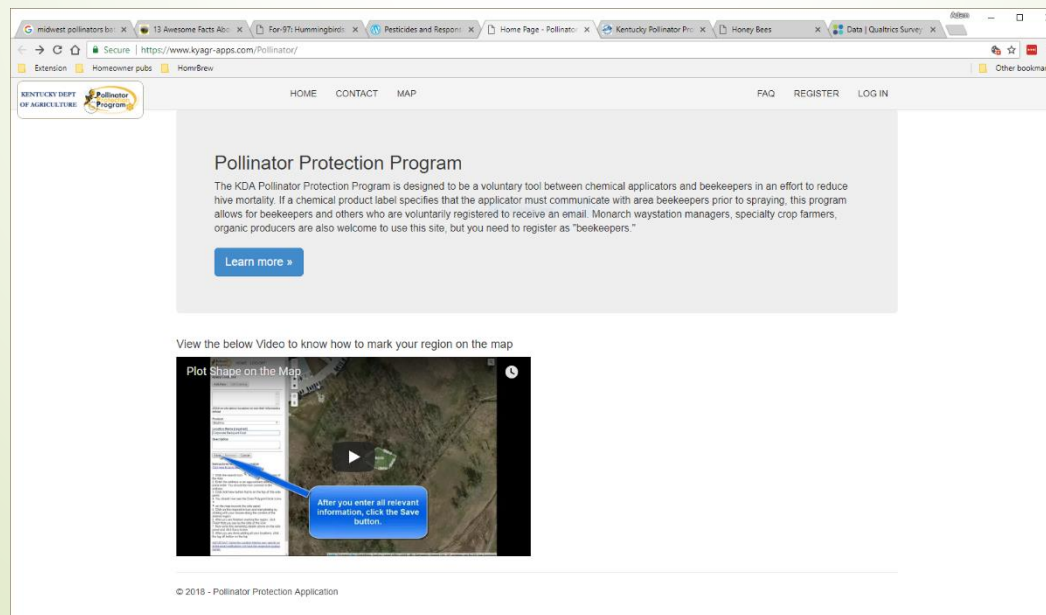 Adam
midwest pollinators bo
13 Awesome Facts Abo
For-97: Hummingbirds
Pesticides and Respons
Home Page - Pollinator
Kentucky Pollinator Pro
Honey Bees
Data | Qualtrics Survey
Secure | https://www.kyagr-apps.com/Pollinator/
Extension Homeowner pubs HomrBrew Other bookmar
KENTUCKY DEPT
OF AGRICULTURE
Pollinator
Program
HOME CONTACT MAP FAQ REGISTER LOG IN
Pollinator Protection Program
The KDA Pollinator Protection Program is designed to be a voluntary tool between chemical applicators and beekeepers in an effort to reduce
hive mortality. If a chemical product label specifies that the applicator must communicate with area beekeepers prior to spraying, this program
allows for beekeepers and others who are voluntarily registered to receive an email. Monarch waystation managers, specialty crop farmers,
organic producers are also welcome to use this site, but you need to register as "beekeepers."
Learn more »
View the below Video to know how to mark your region on the map
Plot Shape on the Map
After you enter all relevant
information, click the Save
button.
© 2018 - Pollinator Protection Application